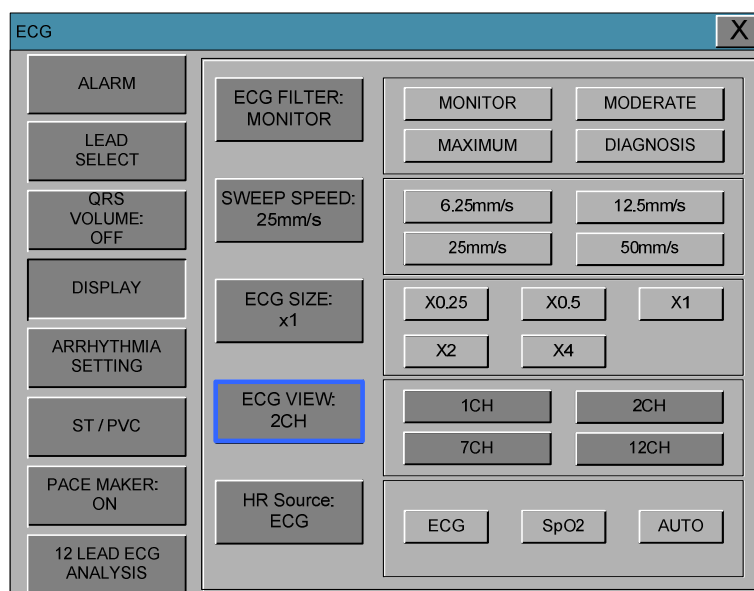 ECG
X
ALARM
LEAD
SELECT
QRS
VOLUME:
OFF
DISPLAY
ARRHYTHMIA
SETTING
ST / PVC
PACE MAKER:
ON
12 LEAD ECG
ANALYSIS
ECG FILTER:
MONITOR
MONITOR
MODERATE
MAXIMUM
DIAGNOSIS
SWEEP SPEED:
25mm/s
6.25mm/s
12.5mm/s
25mm/s
50mm/s
ECG SIZE:
x1
X0.25
X0.5
X1
X2
X4
ECG VIEW:
2CH
1CH
2CH
7CH
12CH
HR Source:
ECG
ECG
SpO2
AUTO